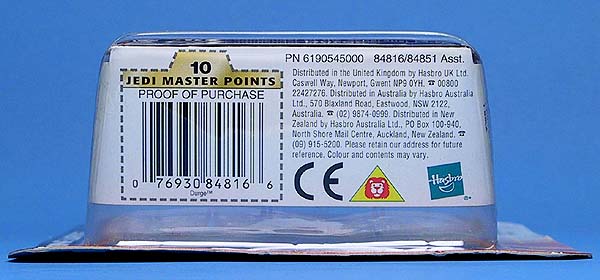 10
JEDI MASTER POINTS
PROOF OF PURCHASE
0 76930 84816 6
Durge™
PN 6190545000 84816/84851 Asst.
Distributed in the United Kingdom by Hasbro UK Ltd.
Caswell Way, Newport, Gwent NP9 0YH. ☎ 00800
22427276. Distributed in Australia by Hasbro Australia
Ltd., 570 Blaxland Road, Eastwood, NSW 2122,
Australia. ☎ (02) 9874-0999. Distributed in New
Zealand by Hasbro Australia Ltd., PO Box 100-940,
North Shore Mail Centre, Auckland, New Zealand. ☎
(09) 915-5200. Please retain our address for future
reference. Colour and contents may vary.
CE
Hasbro